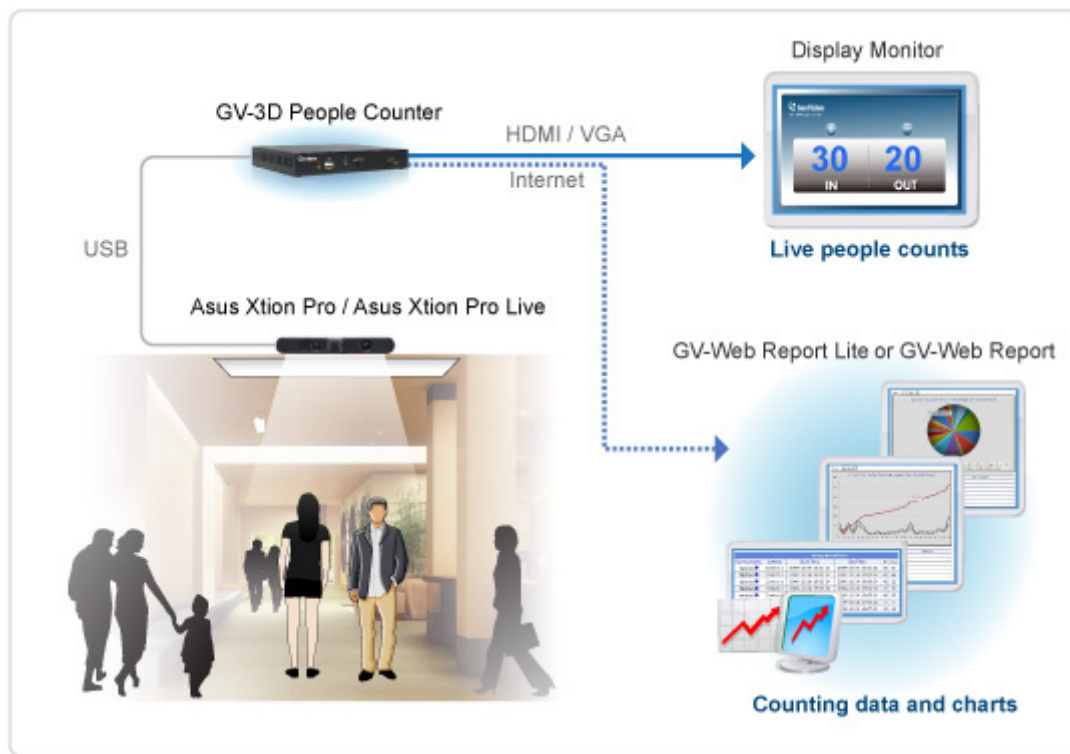 Display Monitor
GV-3D People Counter
HDMI / VGA
Internet
GeoVision
30 20
IN OUT
USB
Live people counts
Asus Xtion Pro / Asus Xtion Pro Live
GV-Web Report Lite or GV-Web Report
Counting data and charts